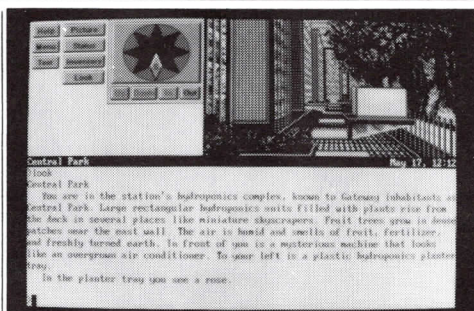 Help Picture
Menu Status
Text Inventory
Look
Up Down In Out
Central Park May 17, 12:12
>look
Central Park
You are in the station's hydroponics complex, known to Gateway inhabitants as
Central Park. Large rectangular hydroponics units filled with plants rise from
the deck in several places like miniature skyscrapers. Fruit trees grow in dense
patches near the east wall. The air is humid and smells of fruit, fertilizer,
and freshly turned earth. In front of you is a mysterious machine that looks
like an overgrown air conditioner. To your left is a plastic hydroponics planter
tray.
In the planter tray you see a rose.